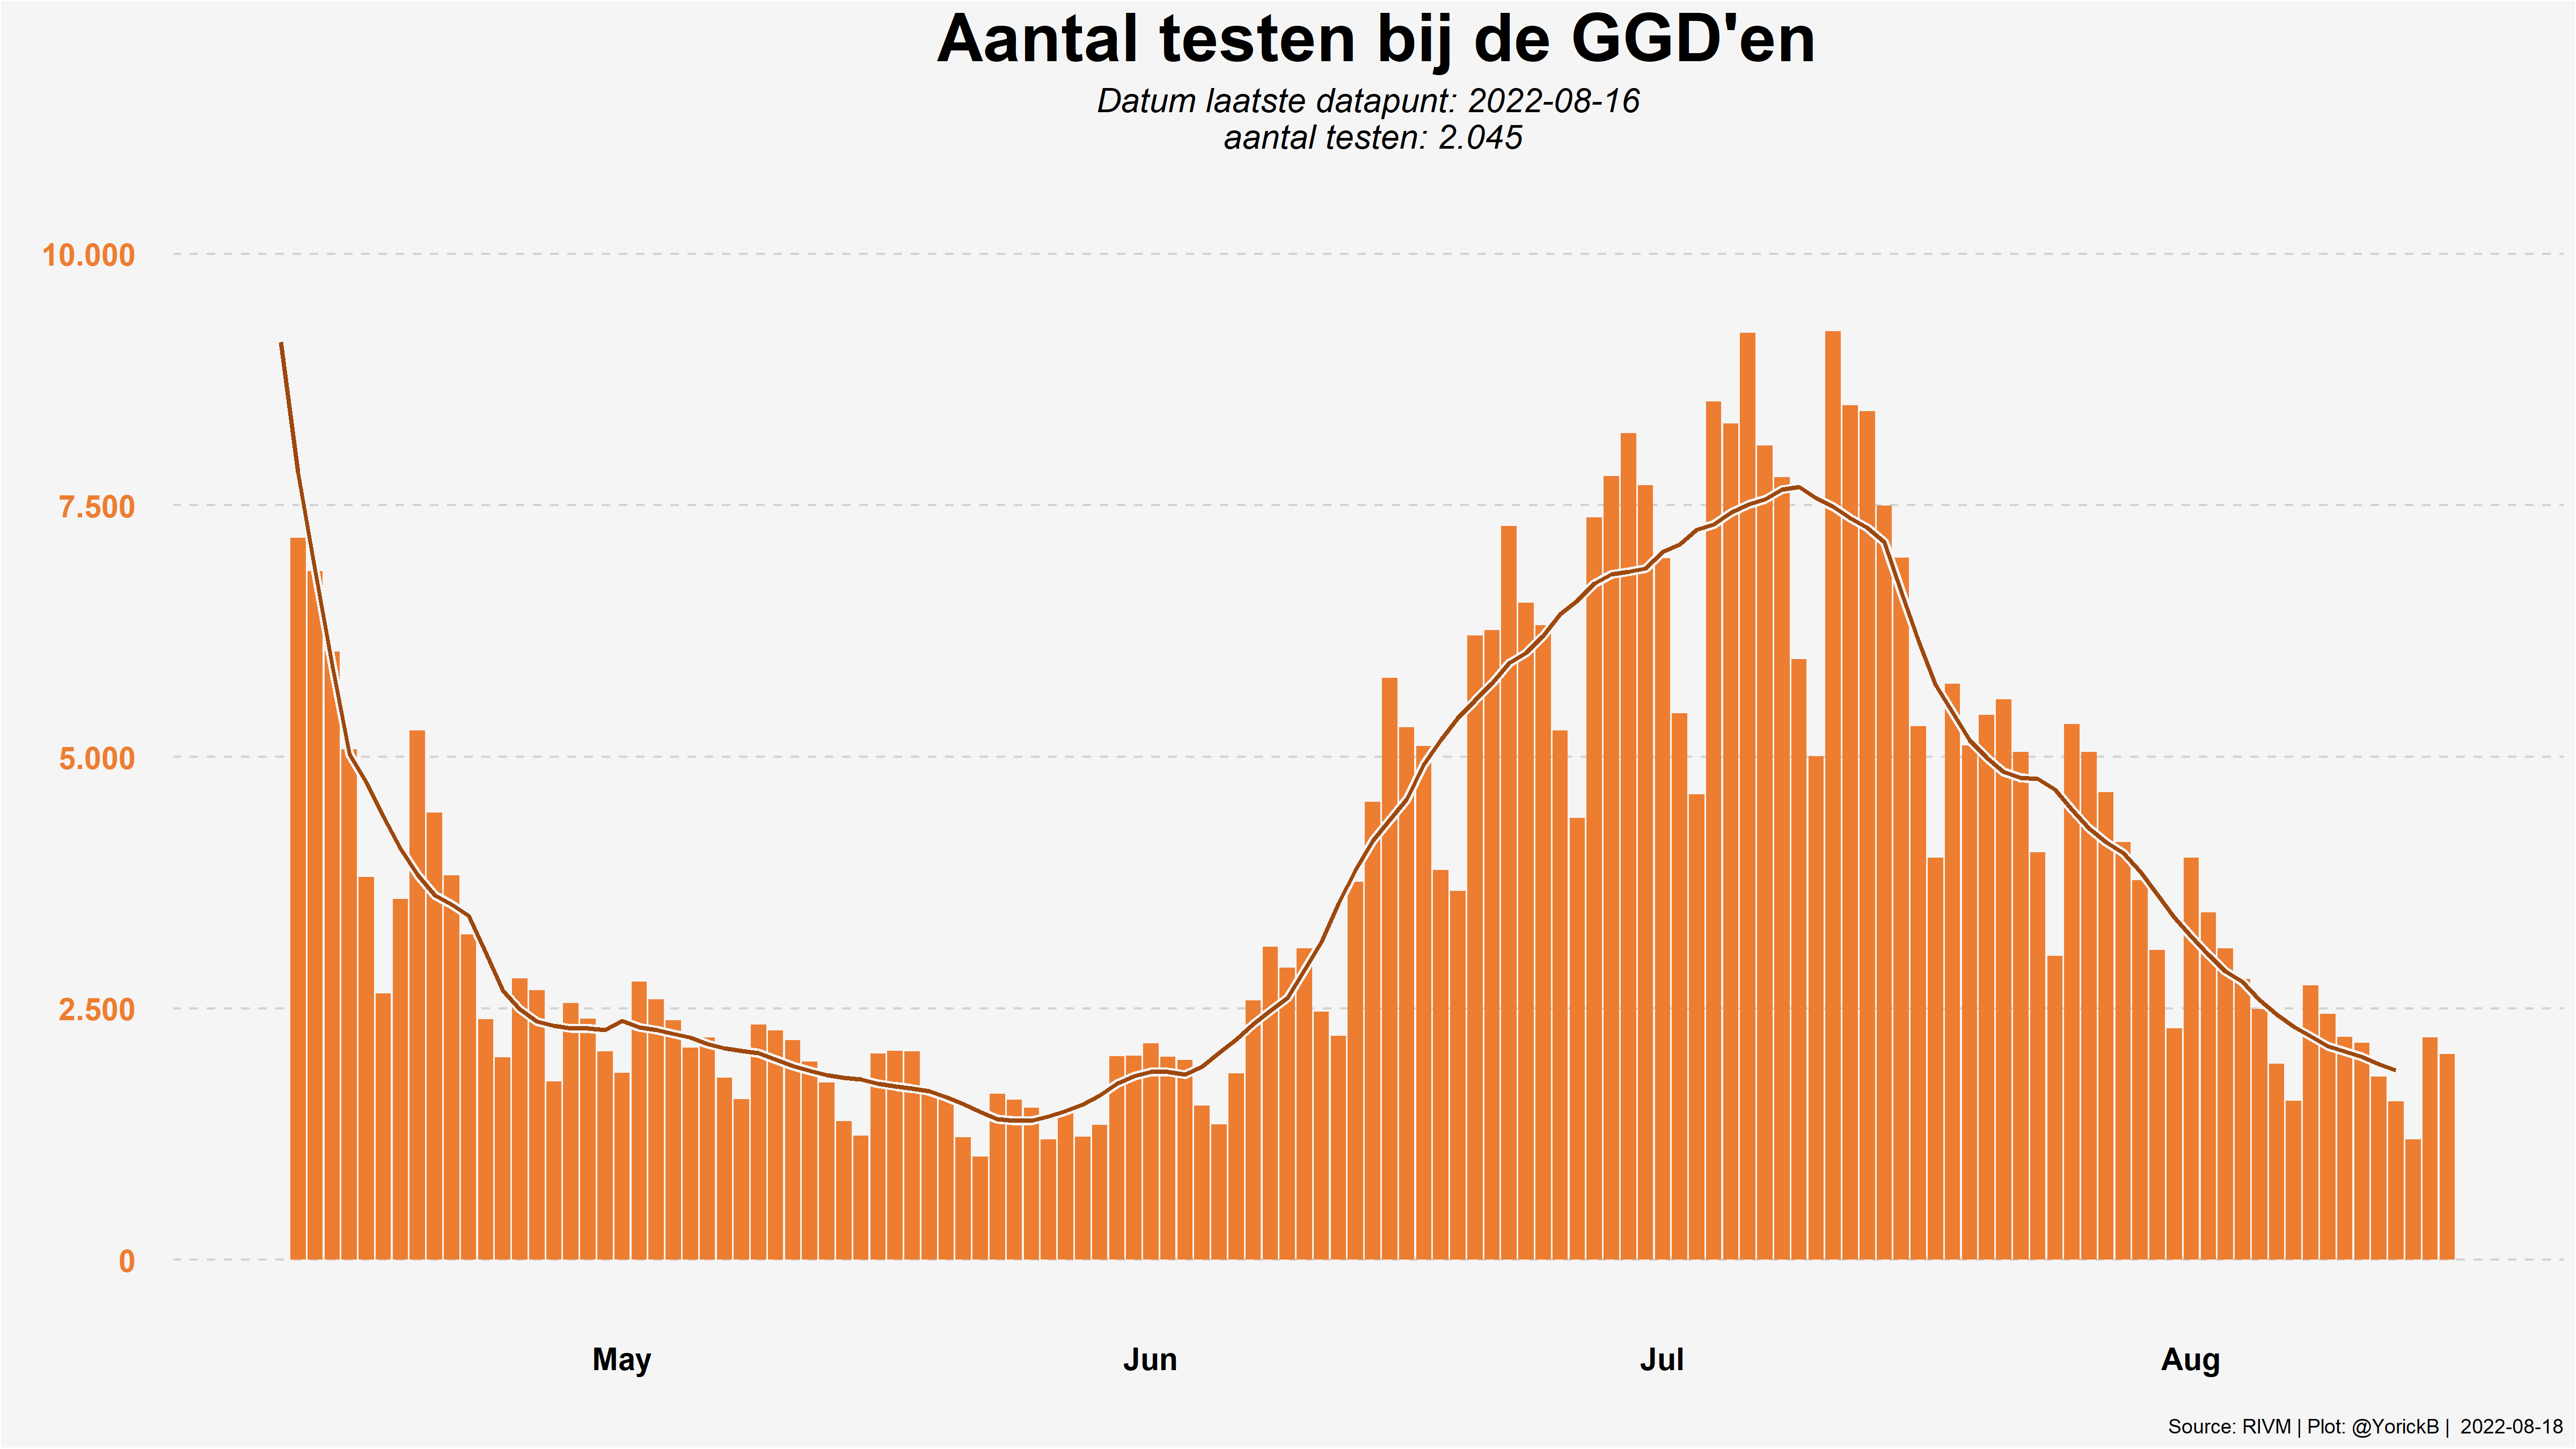 Aantal testen bij de GGD'en
Datum laatste datapunt: 2022-08-16
aantal testen: 2.045
10.000
7.500
5.000
2.500
0
May Jun Jul Aug
Source: RIVM | Plot: @YorickB | 2022-08-18